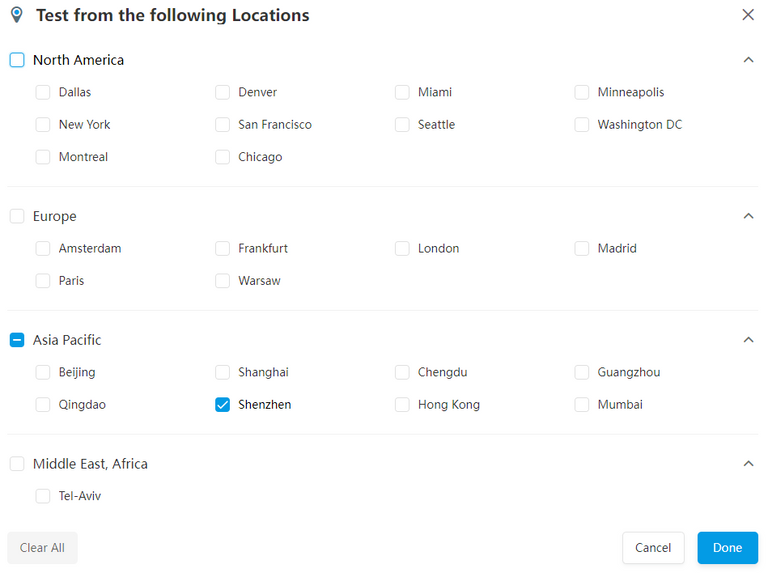 Test from the following Locations
North America
Dallas Denver Miami Minneapolis
New York San Francisco Seattle Washington DC
Montreal Chicago
Europe
Amsterdam Frankfurt London Madrid
Paris Warsaw
Asia Pacific
Beijing Shanghai Chengdu Guangzhou
Qingdao Shenzhen Hong Kong Mumbai
Middle East, Africa
Tel-Aviv
Clear All Cancel Done